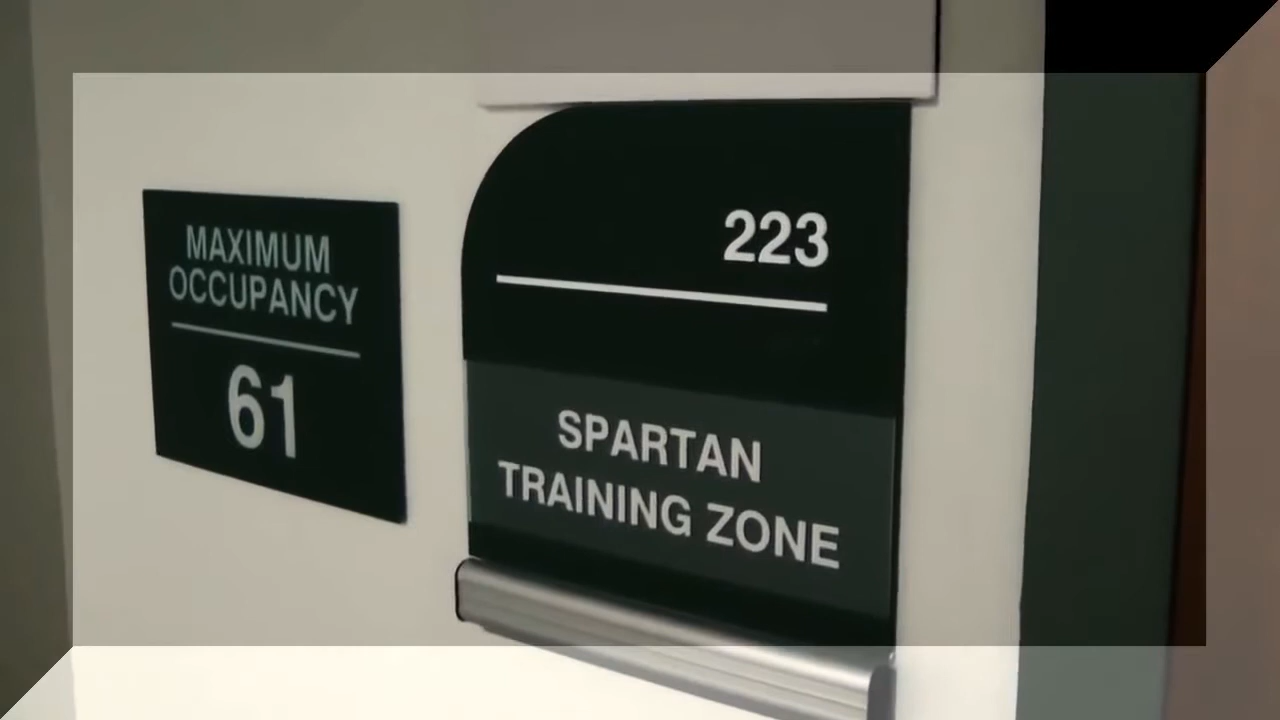 MAXIMUM
OCCUPANCY
61
223
SPARTAN
TRAINING ZONE